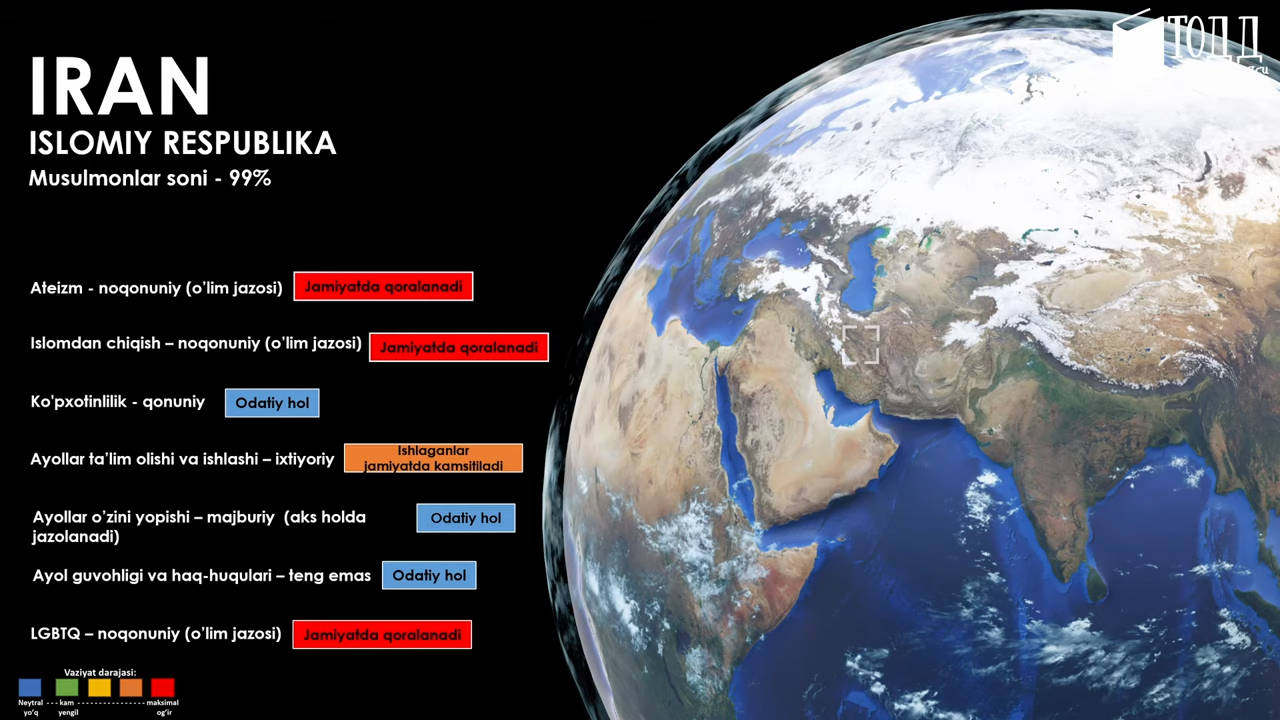 ТОДД
IRAN
ISLOMIY RESPUBLIKA
Musulmonlar soni - 99%
Ateizm - noqonuniy (o'lim jazosi) Jamiyatda qoralanadi
Islomdan chiqish – noqonuniy (o'lim jazosi) Jamiyatda qoralanadi
Ko'pxotinlilik - qonuniy Odatiy hol
Ayollar ta'lim olishi va ishlashi – ixtiyoriy Ishlaganlar
jamiyatda kamsitiladi
Ayollar o'zini yopishi – majburiy (aks holda Odatiy hol
jazolanadi)
Ayol guvohligi va haq-huqulari – teng emas Odatiy hol
LGBTQ – noqonuniy (o'lim jazosi) Jamiyatda qoralanadi
Vaziyat darajasi:
Neytral - - - kam - - - - - - - - - - - - - - maksimal
yo'q yengil og'ir